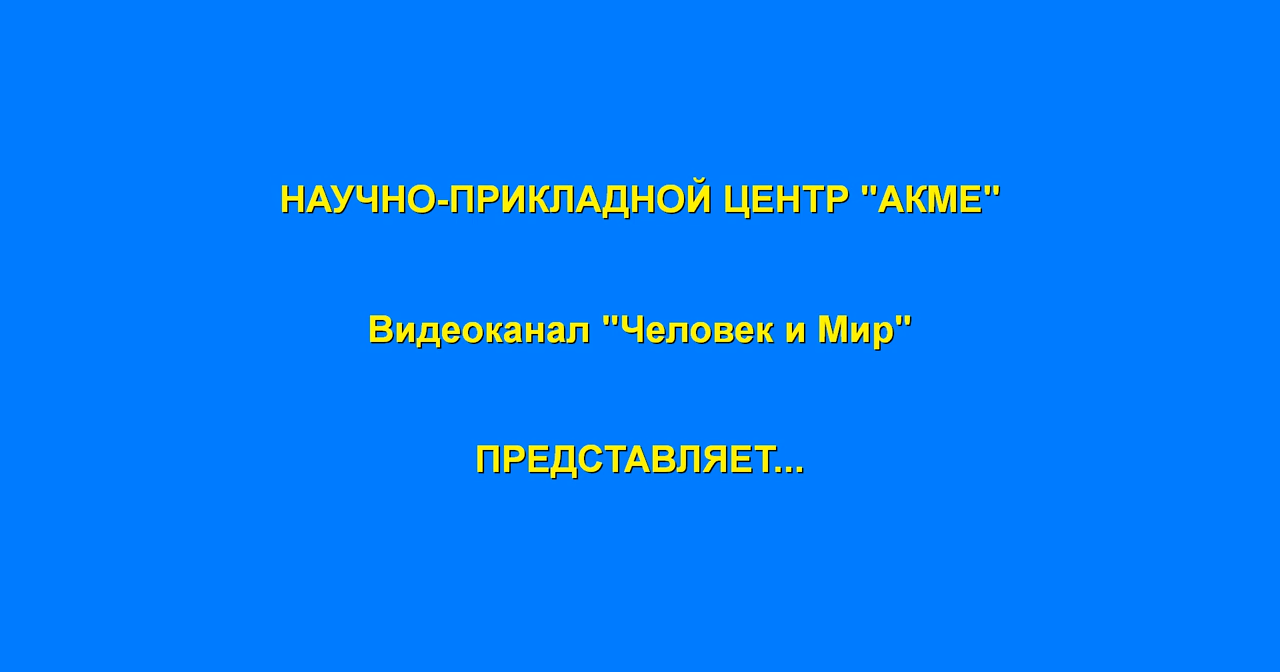 НАУЧНО-ПРИКЛАДНОЙ ЦЕНТР "АКМЕ"
Видеоканал "Человек и Мир"
ПРЕДСТАВЛЯЕТ...